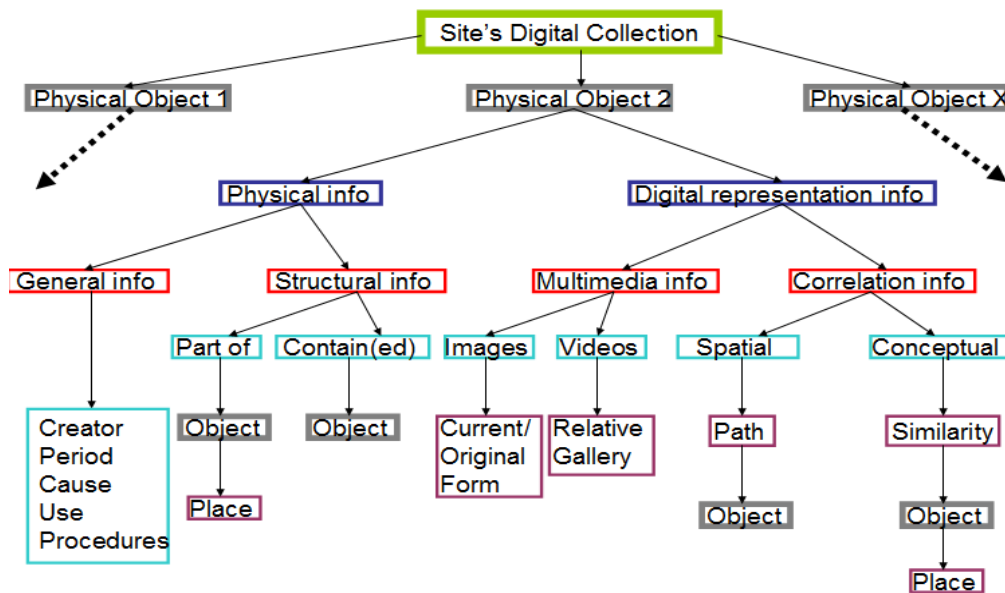 Site's Digital Collection
Physical Object 1
Physical Object 2
Physical Object X
Physical info
Digital representation info
General info
Structural info
Multimedia info
Correlation info
Part of
Contain(ed)
Images
Videos
Spatial
Conceptual
Creator
Period
Cause
Use
Procedures
Object
Place
Object
Current/
Original
Form
Relative
Gallery
Path
Object
Similarity
Object
Place